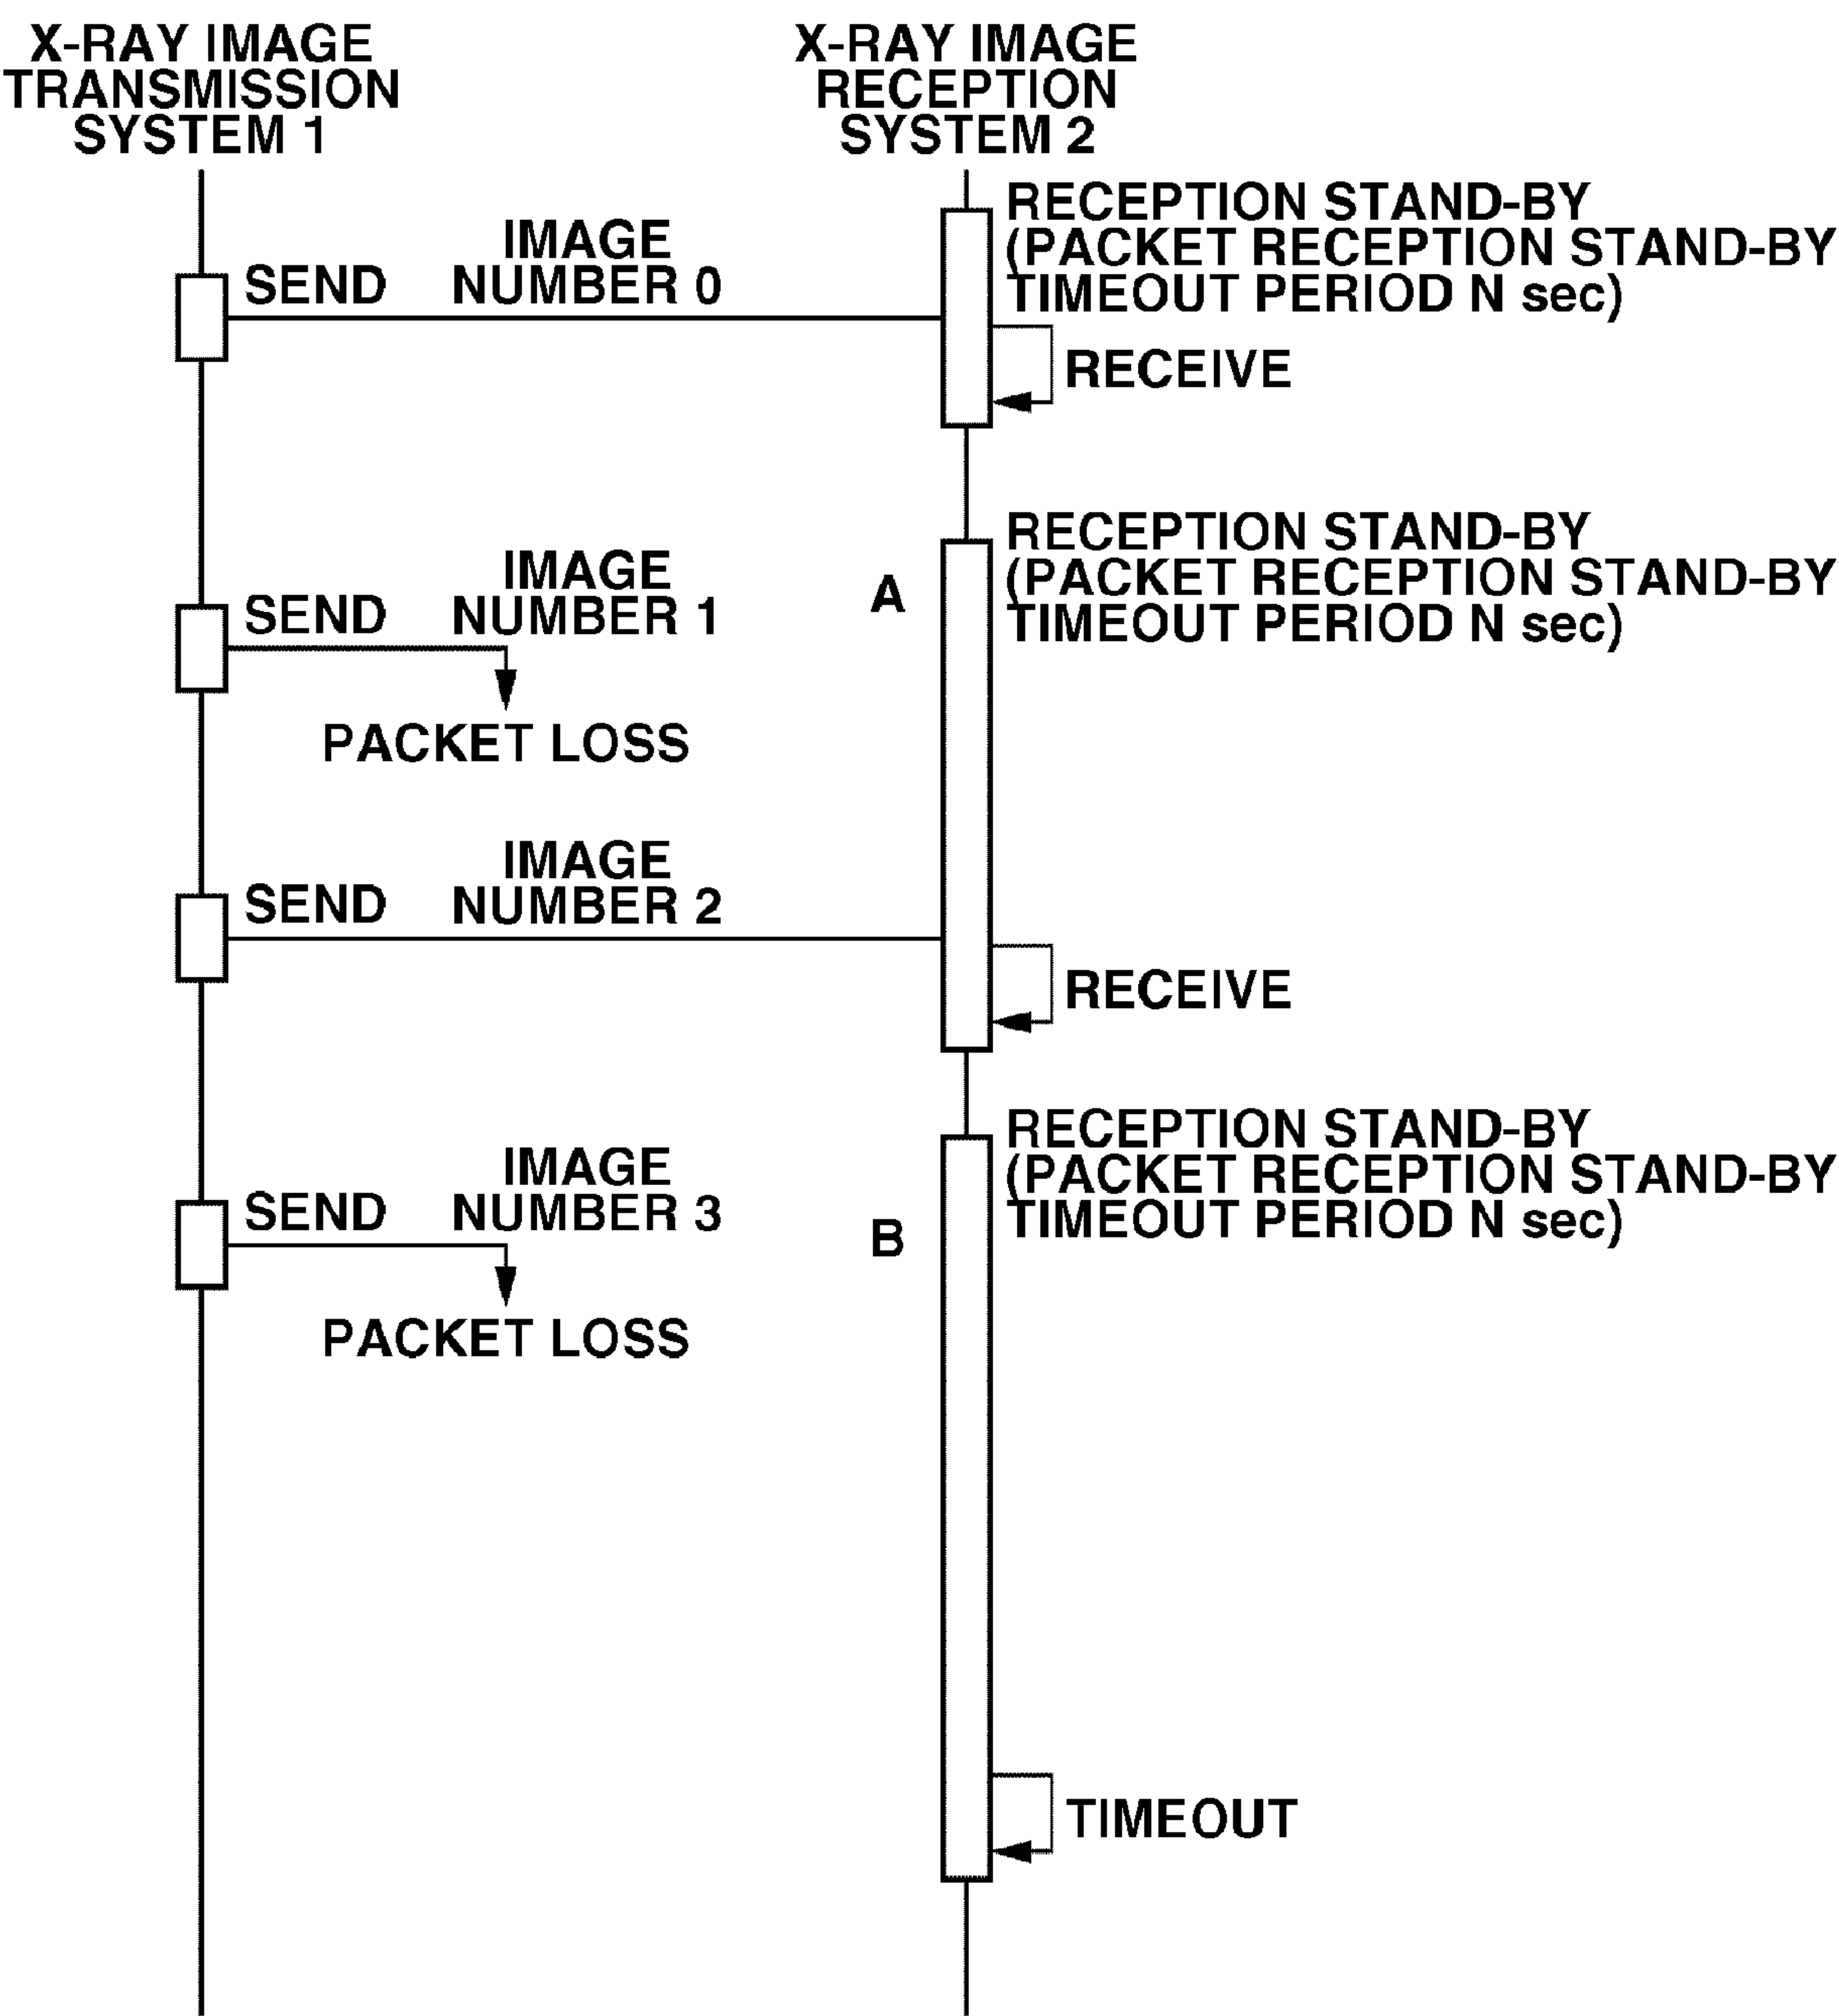 X-RAY IMAGE
TRANSMISSION
SYSTEM 1
X-RAY IMAGE
RECEPTION
SYSTEM 2
RECEPTION STAND-BY
(PACKET RECEPTION STAND-BY
TIMEOUT PERIOD N sec)
IMAGE
SEND NUMBER 0
RECEIVE
RECEPTION STAND-BY
(PACKET RECEPTION STAND-BY
TIMEOUT PERIOD N sec)
A
IMAGE
SEND NUMBER 1
PACKET LOSS
IMAGE
SEND NUMBER 2
RECEIVE
RECEPTION STAND-BY
(PACKET RECEPTION STAND-BY
TIMEOUT PERIOD N sec)
IMAGE
SEND NUMBER 3
B
PACKET LOSS
TIMEOUT